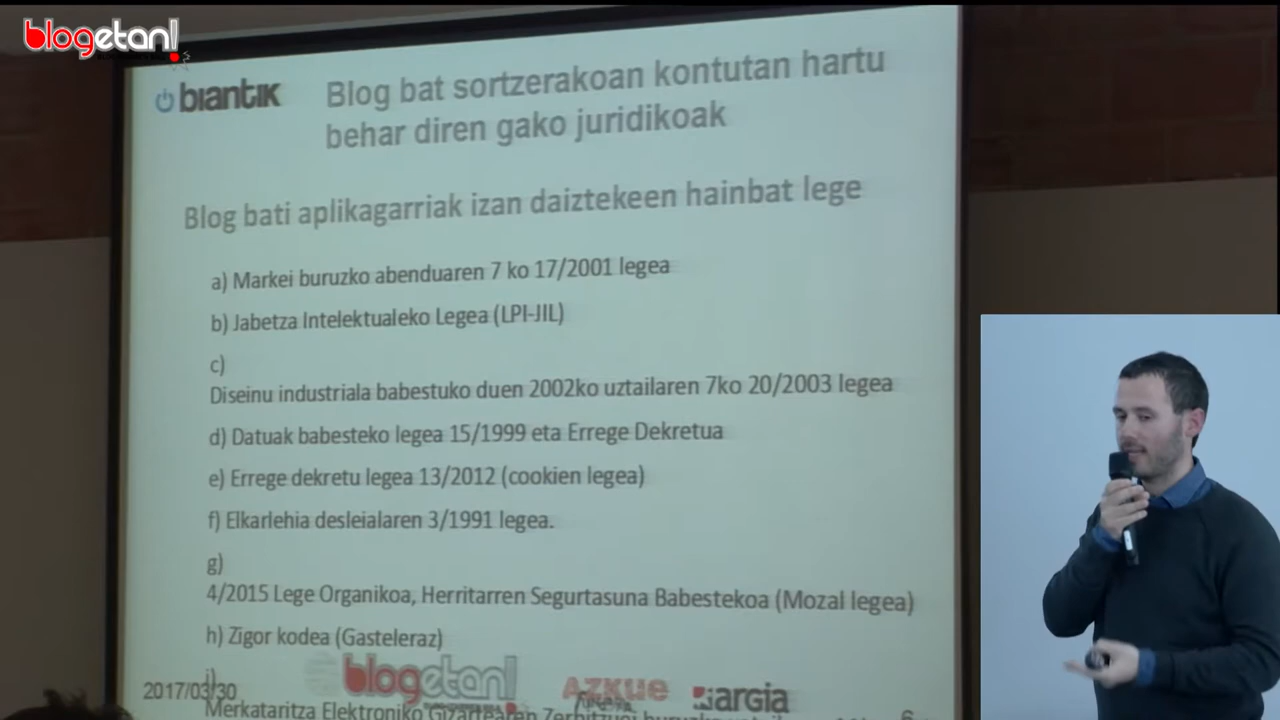 blogetan!
biantik
Blog bat sortzerakoan kontutan hartu
behar diren gako juridikoak
Blog bati aplikagarriak izan daiztekeen hainbat lege
a) Markei buruzko abenduaren 7 ko 17/2001 legea
b) Jabetza Intelektualeko Legea (LPI-JIL)
c)
Diseinu industriala babestuko duen 2002ko uztailaren 7ko 20/2003 legea
d) Datuak babesteko legea 15/1999 eta Errege Dekretua
e) Errege dekretu legea 13/2012 (cookien legea)
f) Elkarlehia desleialaren 3/1991 legea.
g)
4/2015 Lege Organikoa, Herritarren Segurtasuna Babestekoa (Mozal legea)
h) Zigor kodea (Gasteleraz)
i)
2017/03/30 blogetan! AZKUE argia
Merkataritza Elektroniko Gizartearen Zerbitzuei buruzko 6